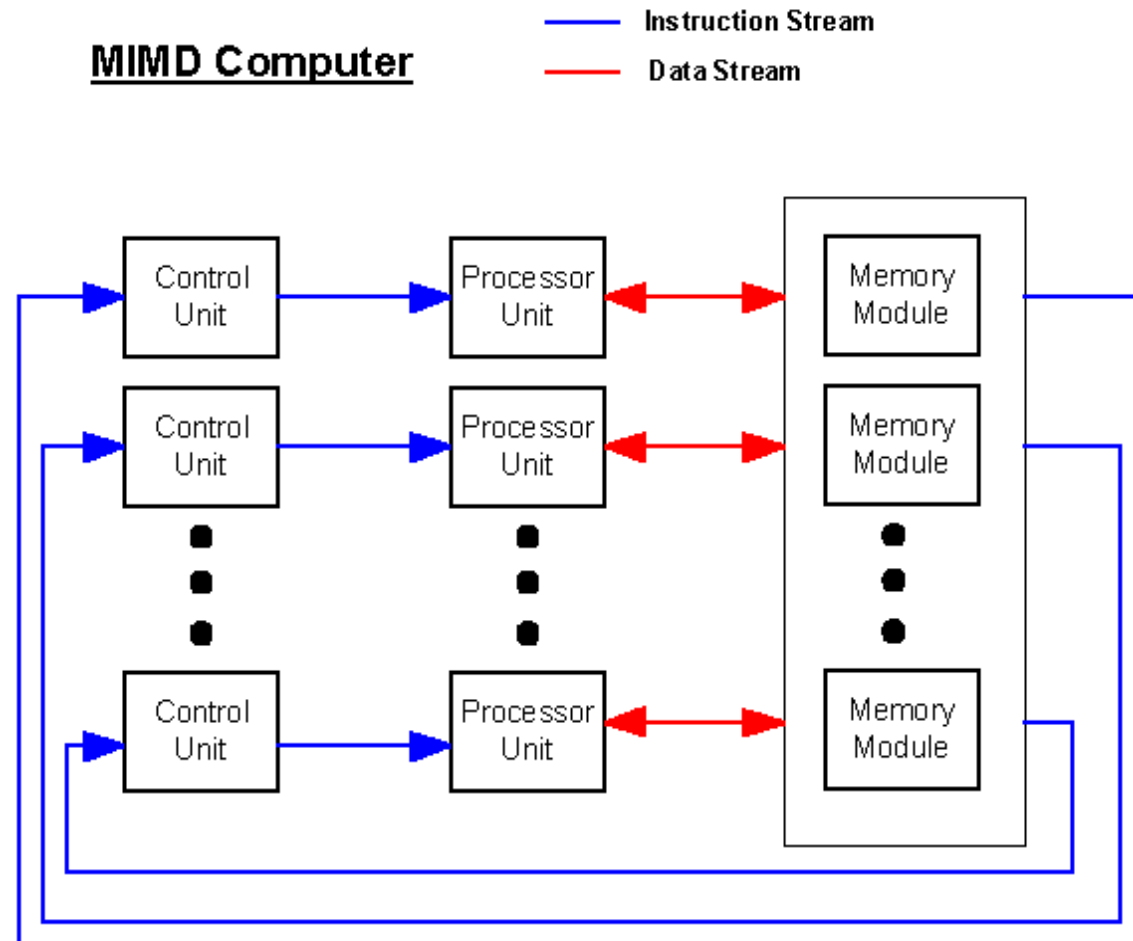 Instruction Stream
MIMD Computer
Data Stream
Control
Unit
Processor
Unit
Memory
Module
Control
Unit
Processor
Unit
Memory
Module
Control
Unit
Processor
Unit
Memory
Module